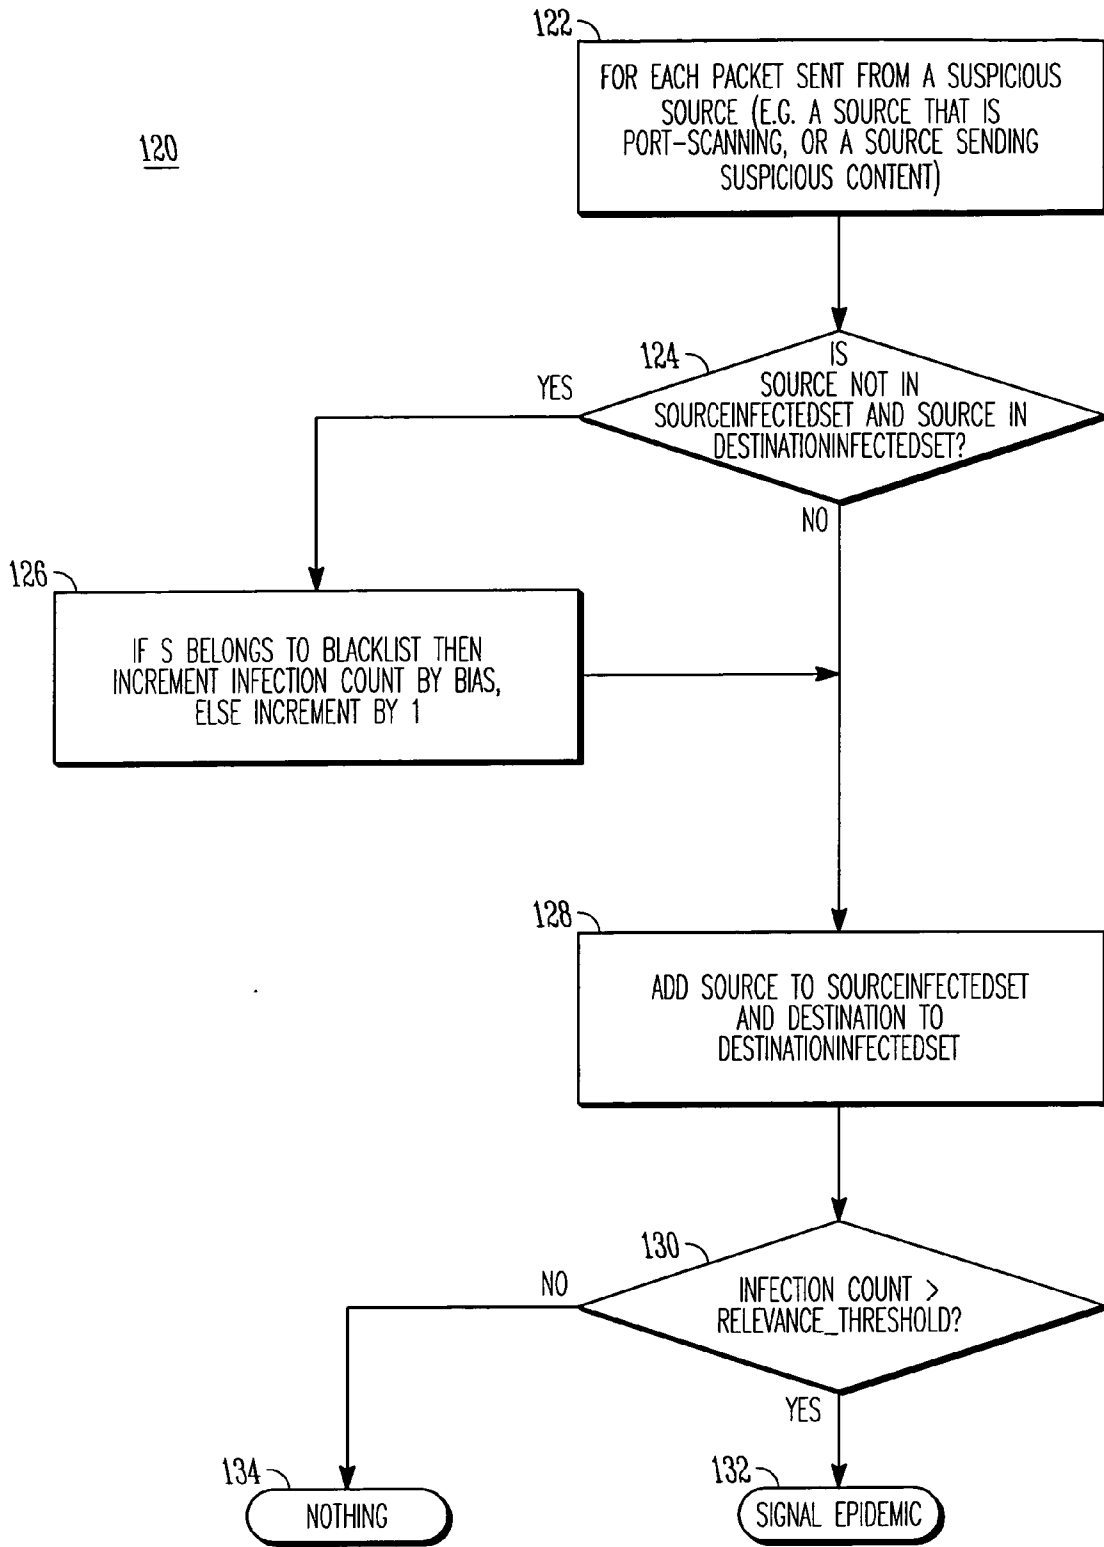 122
FOR EACH PACKET SENT FROM A SUSPICIOUS
SOURCE (E.G. A SOURCE THAT IS
PORT-SCANNING, OR A SOURCE SENDING
SUSPICIOUS CONTENT)
120
124
IS
SOURCE NOT IN
SOURCEINFECTEDSET AND SOURCE IN
DESTINATIONINFECTEDSET?
YES
NO
126
IF S BELONGS TO BLACKLIST THEN
INCREMENT INFECTION COUNT BY BIAS,
ELSE INCREMENT BY 1
128
ADD SOURCE TO SOURCEINFECTEDSET
AND DESTINATION TO
DESTINATIONINFECTEDSET
130
INFECTION COUNT >
RELEVANCE_THRESHOLD?
NO
YES
134
NOTHING
132
SIGNAL EPIDEMIC